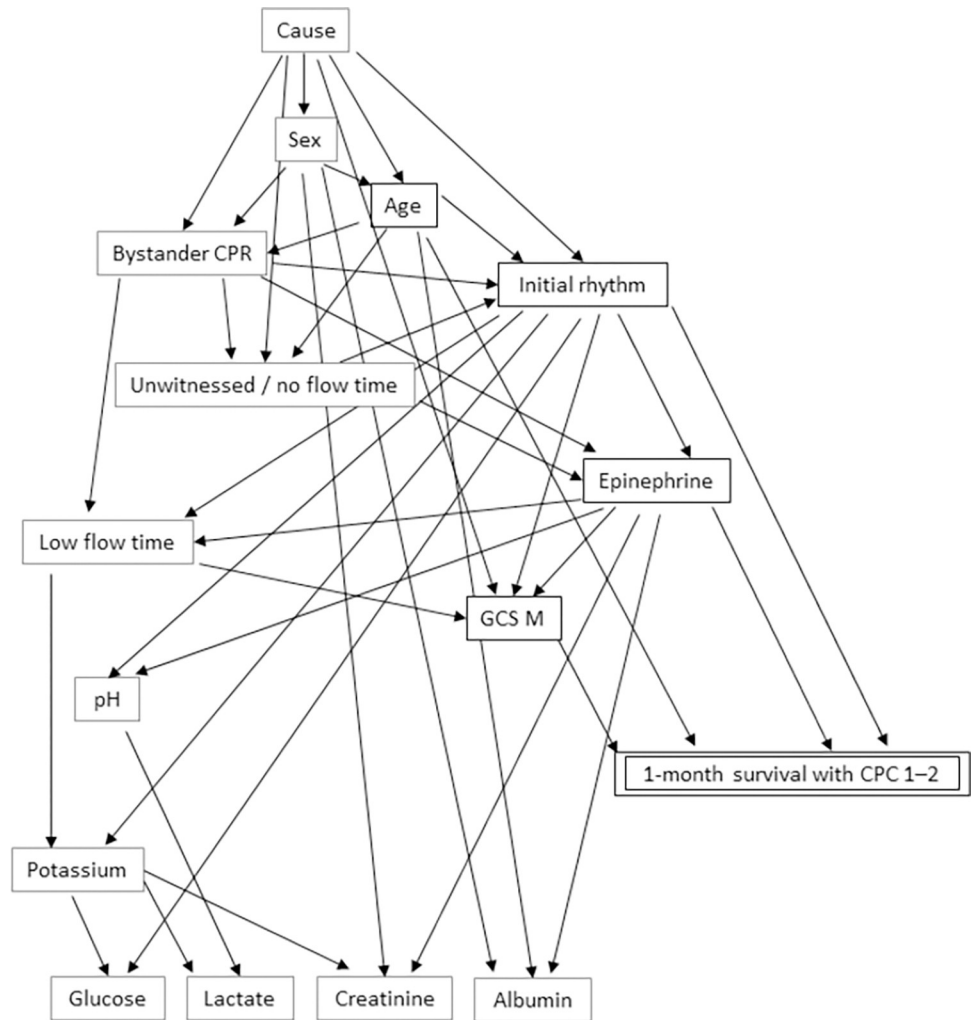 Cause
Sex
Age
Bystander CPR
Initial rhythm
Unwitnessed / no flow time
Epinephrine
Low flow time
GCS M
pH
1-month survival with CPC 1–2
Potassium
Glucose
Lactate
Creatinine
Albumin